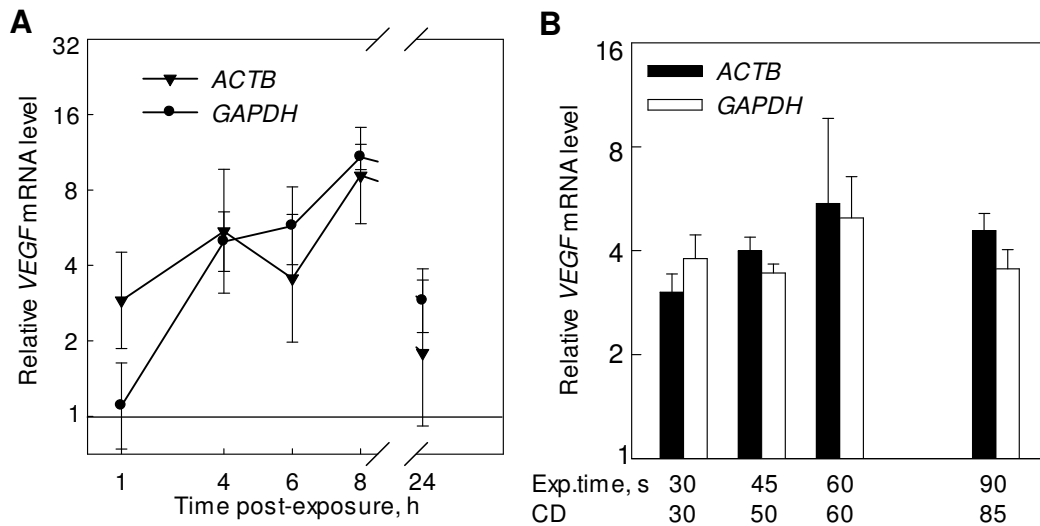 A
Relative VEGF mRNA level
32
16
8
4
2
1
ACTB
GAPDH
1 4 6 8 24
Time post-exposure, h
B
Relative VEGF mRNA level
16
8
4
2
1
ACTB
GAPDH
Exp.time, s 30 45 60 90
CD 30 50 60 85